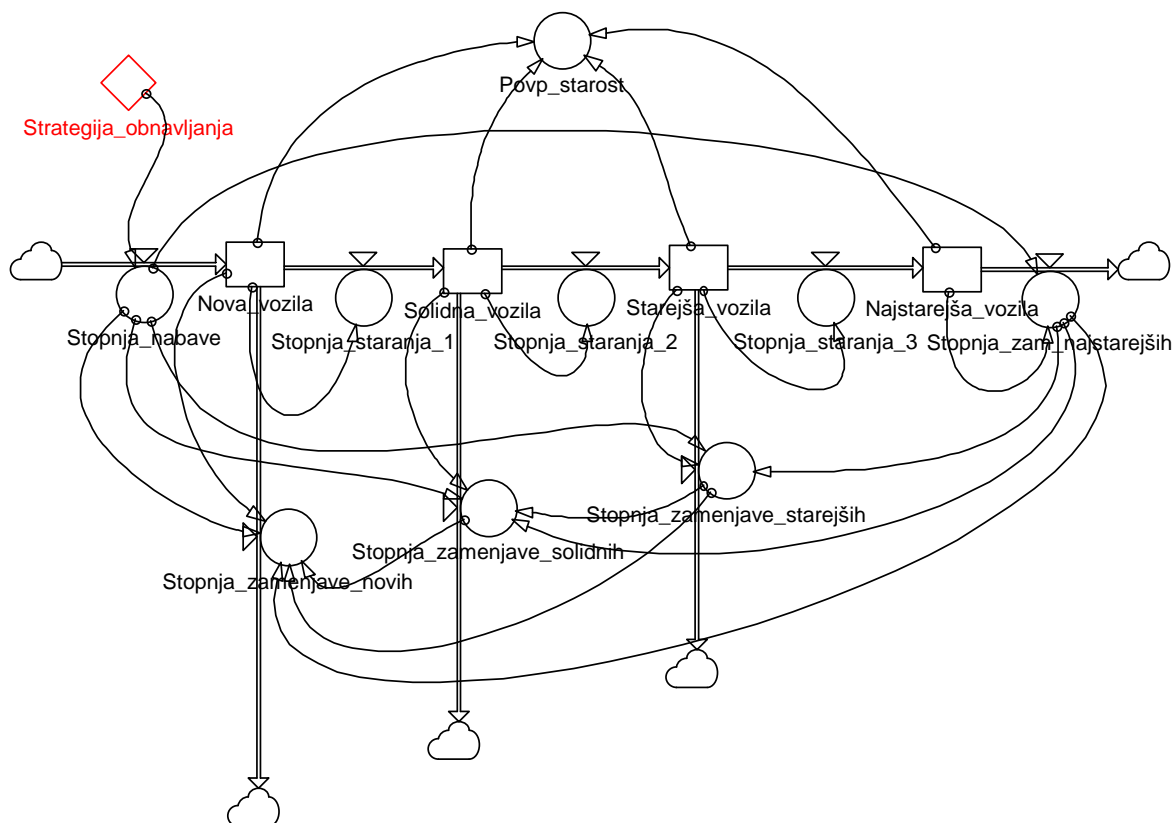 Povp_starost
Strategija_obnavljanja
Nova_vozila
Solidna_vozila
Starejša_vozila
Najstarejša_vozila
Stopnja_nabave
Stopnja_staranja_1
Stopnja_staranja_2
Stopnja_staranja_3
Stopnja_zam_najstarejših
Stopnja_zamenjave_starejših
Stopnja_zamenjave_solidnih
Stopnja_zamenjave_novih